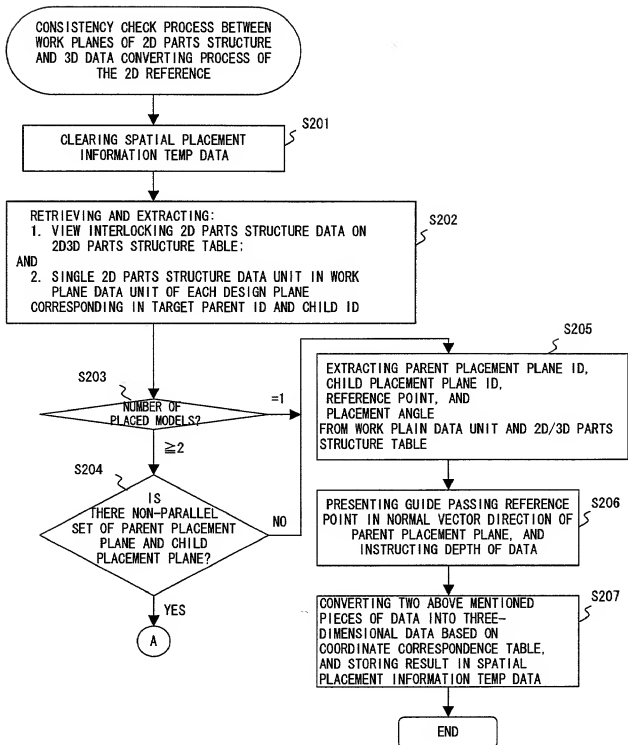 CONSISTENCY CHECK PROCESS BETWEEN
WORK PLANES OF 2D PARTS STRUCTURE
AND 3D DATA CONVERTING PROCESS OF
THE 2D REFERENCE
S201
CLEARING SPATIAL PLACEMENT
INFORMATION TEMP DATA
S202
RETRIEVING AND EXTRACTING:
1. VIEW INTERLOCKING 2D PARTS STRUCTURE DATA ON
2D3D PARTS STRUCTURE TABLE:
AND
2. SINGLE 2D PARTS STRUCTURE DATA UNIT IN WORK
PLANE DATA UNIT OF EACH DESIGN PLANE
CORRESPONDING IN TARGET PARENT ID AND CHILD ID
S203
NUMBER OF
PLACED MODELS?
=1
≧2
S204
IS
THERE NON-PARALLEL
SET OF PARENT PLACEMENT
PLANE AND CHILD
PLACEMENT PLANE?
NO
YES
A
S205
EXTRACTING PARENT PLACEMENT PLANE ID,
CHILD PLACEMENT PLANE ID,
REFERENCE POINT, AND
PLACEMENT ANGLE
FROM WORK PLAIN DATA UNIT AND 2D/3D PARTS
STRUCTURE TABLE
S206
PRESENTING GUIDE PASSING REFERENCE
POINT IN NORMAL VECTOR DIRECTION OF
PARENT PLACEMENT PLANE, AND
INSTRUCTING DEPTH OF DATA
S207
CONVERTING TWO ABOVE MENTIONED
PIECES OF DATA INTO THREE-
DIMENSIONAL DATA BASED ON
COORDINATE CORRESPONDENCE TABLE,
AND STORING RESULT IN SPATIAL
PLACEMENT INFORMATION TEMP DATA
END